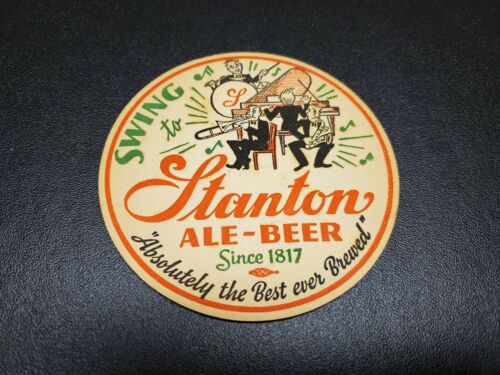 SWING to
S
Stanton
ALE-BEER
Since 1817
"Absolutely the Best ever Brewed"